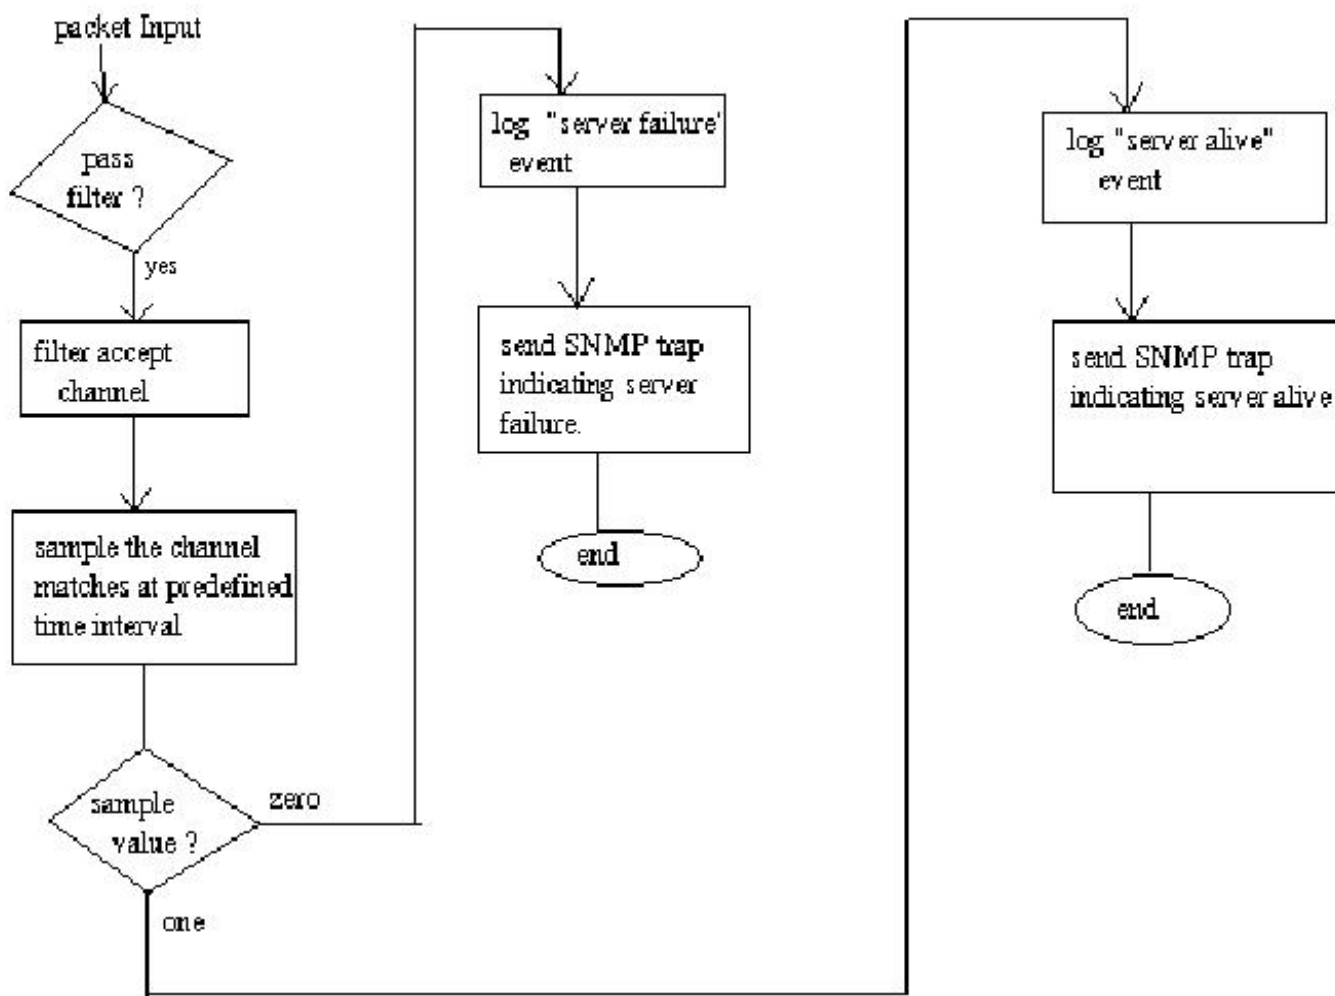 packet Input
pass
filter ?
yes
filter accept
channel
sample the channel
matches at predefined
time interval
sample
value ?
zero
one
log "server failure'
event
send SNMP trap
indicating server
failure.
end
log "server alive"
event
send SNMP trap
indicating server alive
end